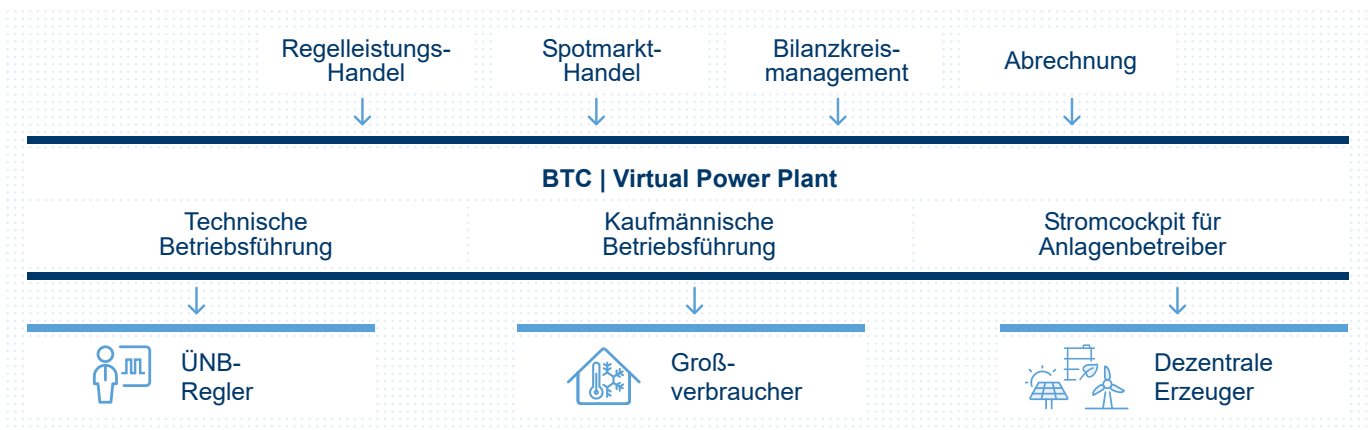 Regelleistungs-
Handel
Spotmarkt-
Handel
Bilanzkreis-
management
Abrechnung
BTC | Virtual Power Plant
Technische
Betriebsführung
Kaufmännische
Betriebsführung
Stromcockpit für
Anlagenbetreiber
ÜNB-
Regler
Groß-
verbraucher
Dezentrale
Erzeuger